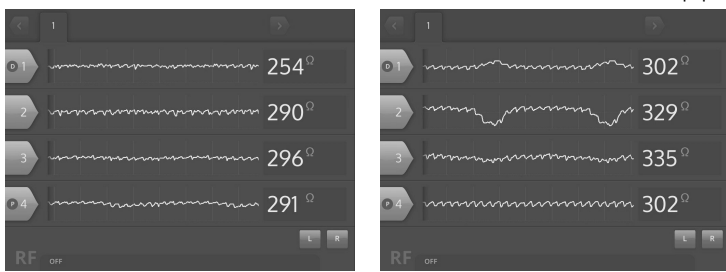 1
D 1 254 Ω
2 290 Ω
3 296 Ω
P 4 291 Ω
L R
RF OFF
1
D 1 302 Ω
2 329 Ω
3 335 Ω
P 4 302 Ω
L R
RF OFF